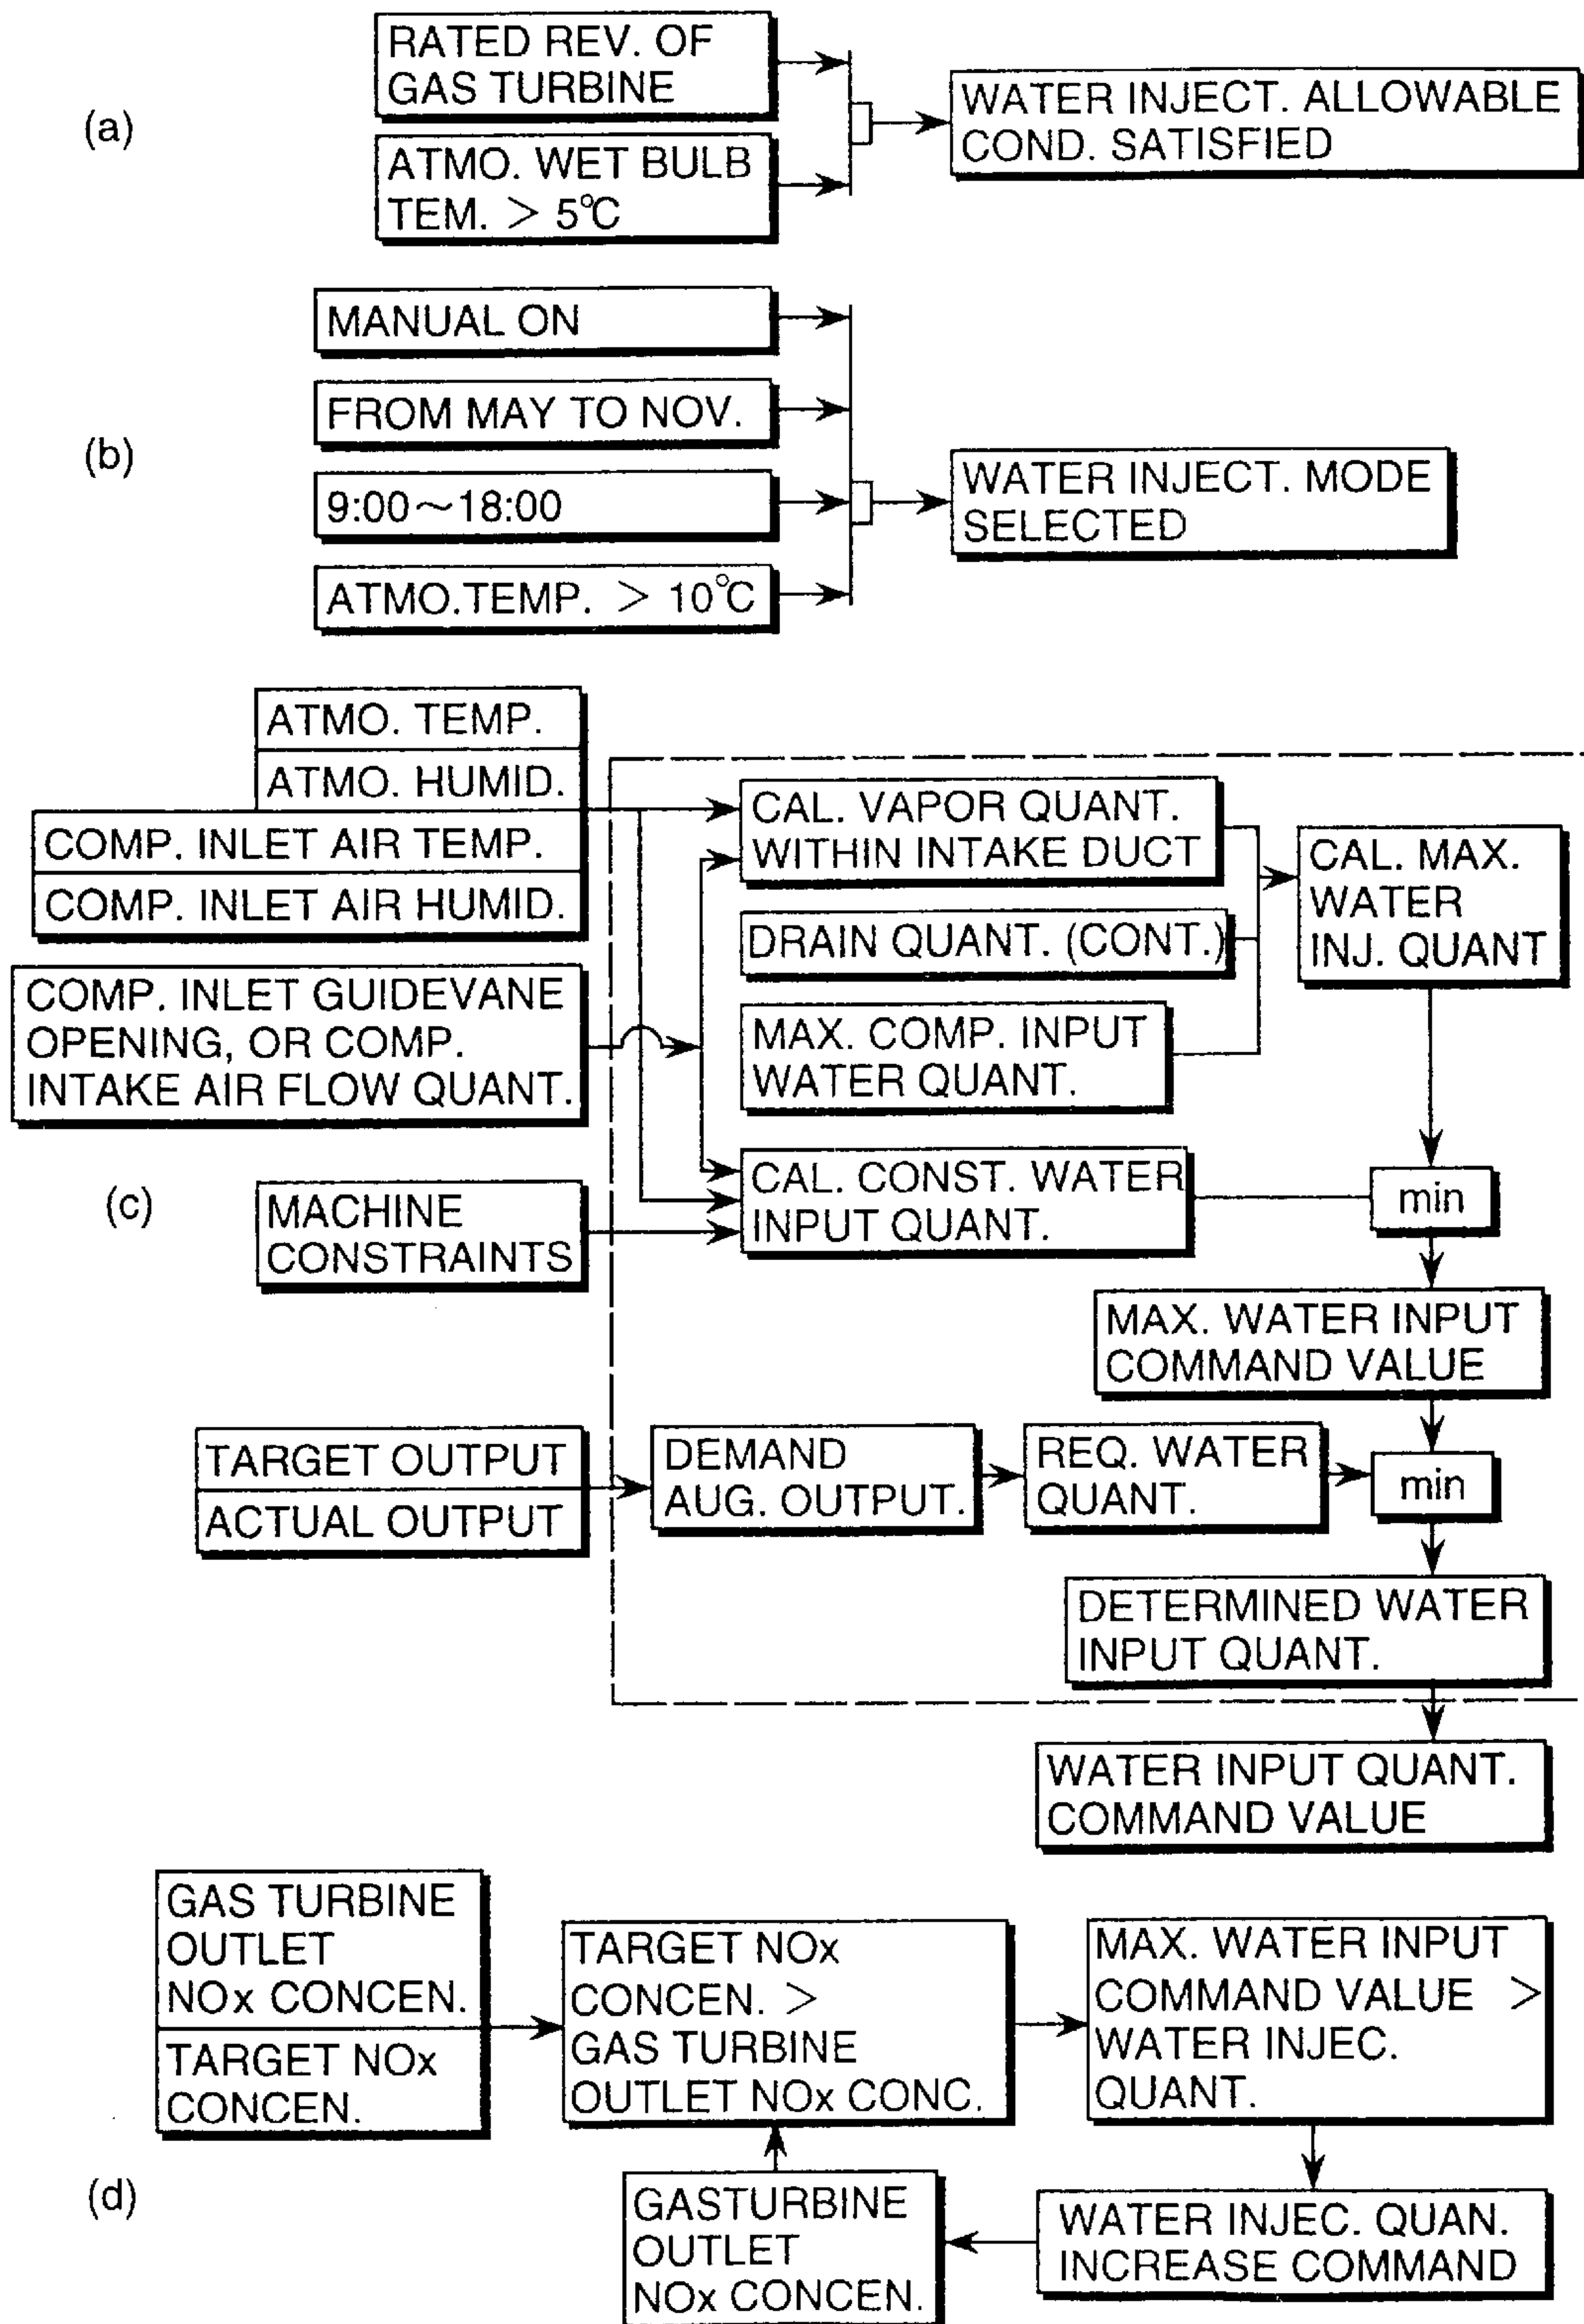 (a)
RATED REV. OF
GAS TURBINE
ATMO. WET BULB
TEM. > 5℃
WATER INJECT. ALLOWABLE
COND. SATISFIED
(b)
MANUAL ON
FROM MAY TO NOV.
9:00～18:00
ATMO.TEMP. > 10℃
WATER INJECT. MODE
SELECTED
(c)
ATMO. TEMP.
ATMO. HUMID.
COMP. INLET AIR TEMP.
COMP. INLET AIR HUMID.
COMP. INLET GUIDEVANE
OPENING, OR COMP.
INTAKE AIR FLOW QUANT.
MACHINE
CONSTRAINTS
CAL. VAPOR QUANT.
WITHIN INTAKE DUCT
DRAIN QUANT. (CONT.)
MAX. COMP. INPUT
WATER QUANT.
CAL. CONST. WATER
INPUT QUANT.
CAL. MAX.
WATER
INJ. QUANT
min
MAX. WATER INPUT
COMMAND VALUE
TARGET OUTPUT
ACTUAL OUTPUT
DEMAND
AUG. OUTPUT.
REQ. WATER
QUANT.
min
DETERMINED WATER
INPUT QUANT.
WATER INPUT QUANT.
COMMAND VALUE
(d)
GAS TURBINE
OUTLET
NOx CONCEN.
TARGET NOx
CONCEN.
TARGET NOx
CONCEN. >
GAS TURBINE
OUTLET NOx CONC.
MAX. WATER INPUT
COMMAND VALUE >
WATER INJEC.
QUANT.
WATER INJEC. QUAN.
INCREASE COMMAND
GASTURBINE
OUTLET
NOx CONCEN.